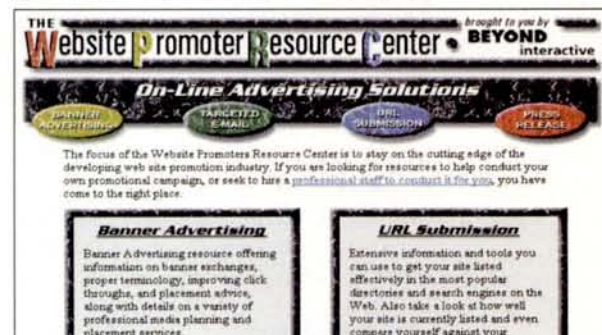 THE
Website Promoter Resource Center • brought to you by
BEYOND
interactive
On-Line Advertising Solutions
BANNER
ADVERTISING
TARGETED
E-MAIL
URL
SUBMISSION
PRESS
RELEASE
The focus of the Website Promoters Resource Center is to stay on the cutting edge of the
developing web site promotion industry. If you are looking for resources to help conduct your
own promotional campaign, or seek to hire a professional staff to conduct it for you, you have
come to the right place.
Banner Advertising
Banner Advertising resource offering
information on banner exchanges,
proper terminology, improving click
throughs, and placement advice,
along with details on a variety of
professional media planning and
placement services.
URL Submission
Extensive information and tools you
can use to get your site listed
effectively in the most popular
directories and search engines on the
Web. Also take a look at how well
your site is currently listed and even
compare yourself against your